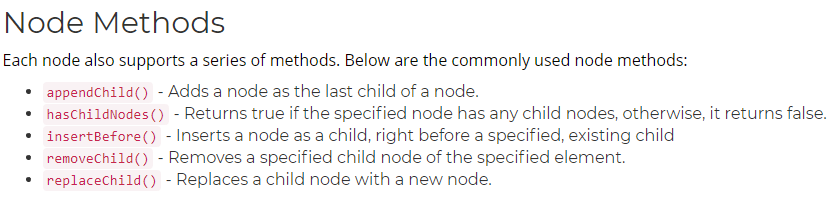 Node Methods
Each node also supports a series of methods. Below are the commonly used node methods:
• appendChild() - Adds a node as the last child of a node.
• hasChildNodes() - Returns true if the specified node has any child nodes, otherwise, it returns false.
• insertBefore() - Inserts a node as a child, right before a specified, existing child
• removeChild() - Removes a specified child node of the specified element.
• replaceChild() - Replaces a child node with a new node.